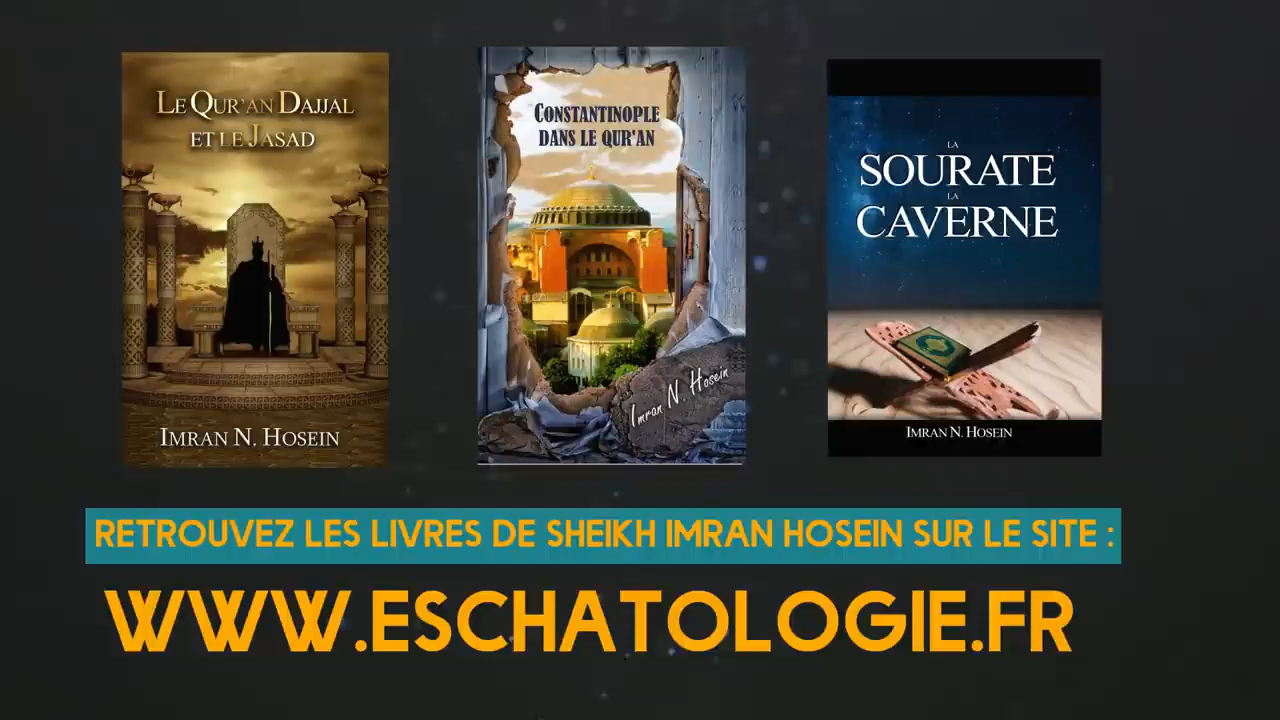 LE QUR'AN DAJJAL
ET LE JASAD
IMRAN N. HOSEIN
CONSTANTINOPLE
DANS LE QUR'AN
Imran N. Hosein
LA
SOURATE
LA
CAVERNE
IMRAN N. HOSEIN
RETROUVEZ LES LIVRES DE SHEIKH IMRAN HOSEIN SUR LE SITE :
WWW.ESCHATOLOGIE.FR